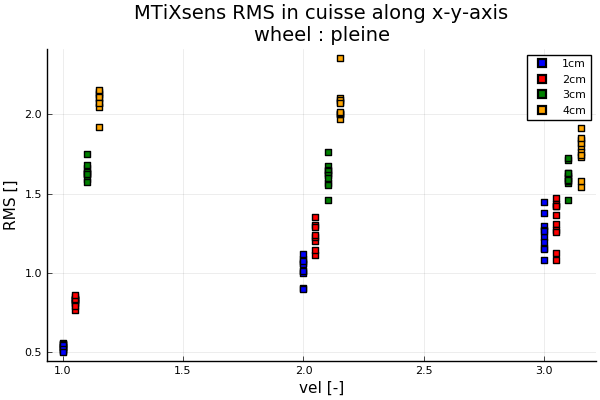 MTiXsens RMS in cuisse along x-y-axis
wheel : pleine
1cm
2cm
3cm
4cm
RMS []
2.0
1.5
1.0
0.5
1.0
1.5
2.0
2.5
3.0
vel [-]